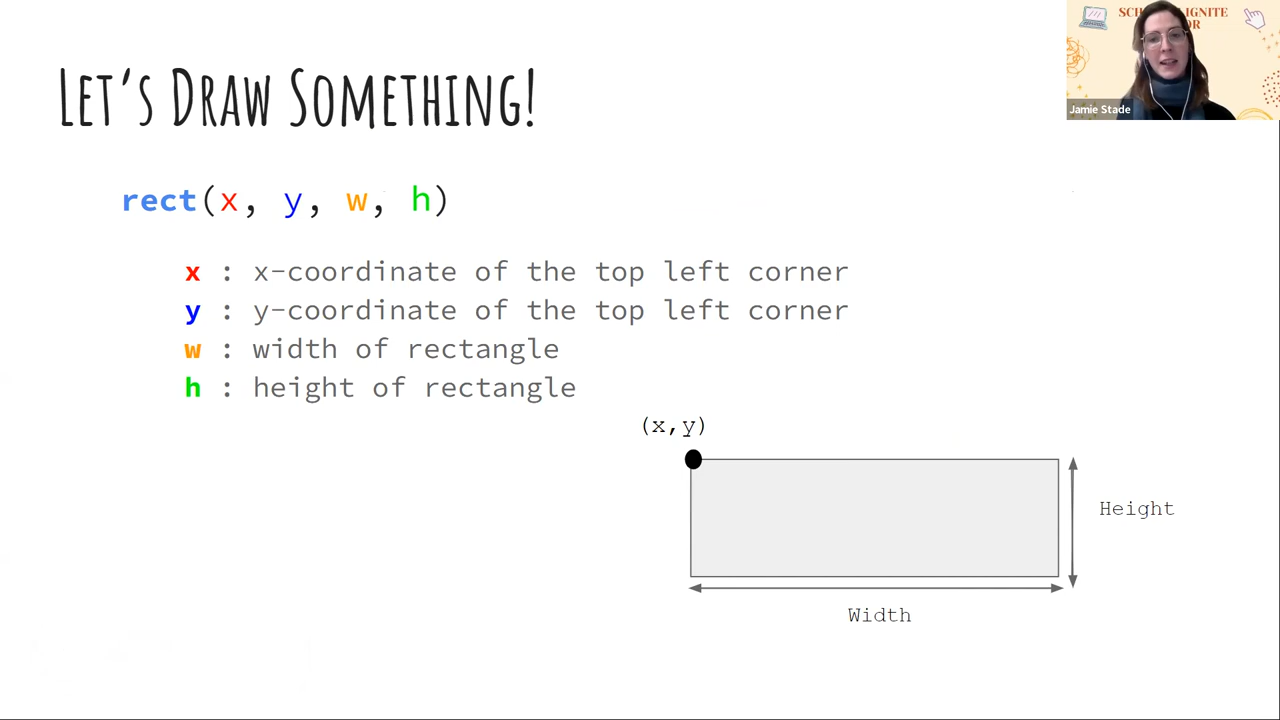 LET'S DRAW SOMETHING!
rect(x, y, w, h)
x : x-coordinate of the top left corner
y : y-coordinate of the top left corner
w : width of rectangle
h : height of rectangle
(x,y)
Height
Width
IGNITE
Jamie Stade